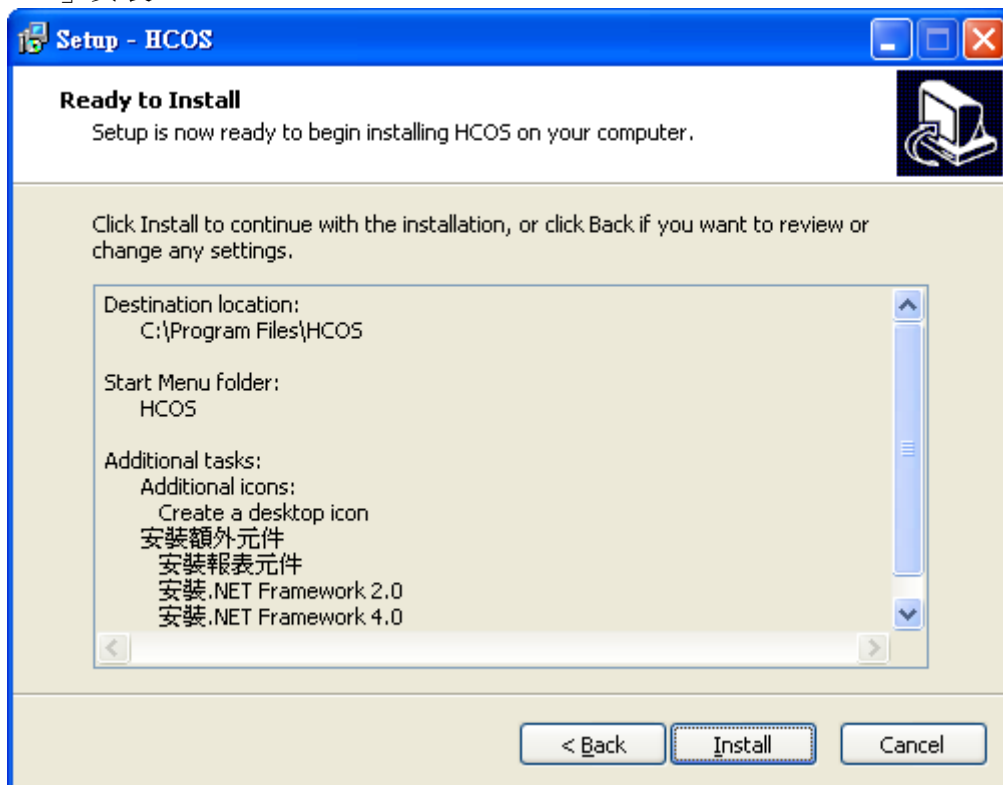 Setup - HCOS
Ready to Install
Setup is now ready to begin installing HCOS on your computer.
Click Install to continue with the installation, or click Back if you want to review or
change any settings.
Destination location:
C:\Program Files\HCOS
Start Menu folder:
HCOS
Additional tasks:
Additional icons:
Create a desktop icon
安裝額外元件
安裝報表元件
安裝.NET Framework 2.0
安裝.NET Framework 4.0
< Back
Install
Cancel